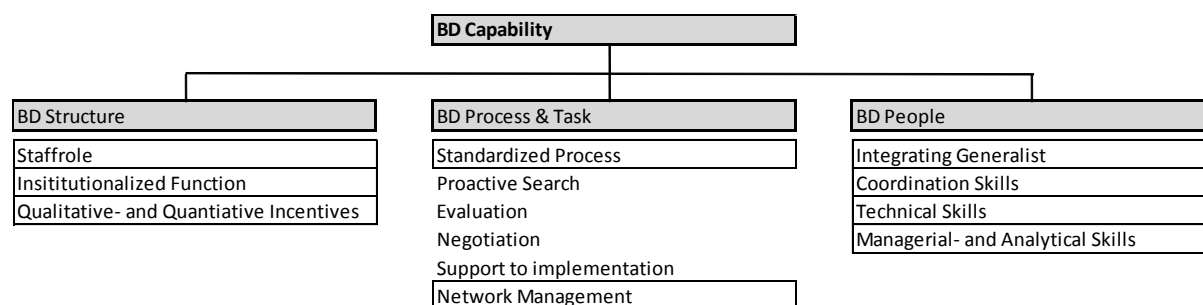 BD Capability
BD Structure
Staffrole
Insititutionalized Function
Qualitative- and Quantiative Incentives
BD Process & Task
Standardized Process
Proactive Search
Evaluation
Negotiation
Support to implementation
Network Management
BD People
Integrating Generalist
Coordination Skills
Technical Skills
Managerial- and Analytical Skills